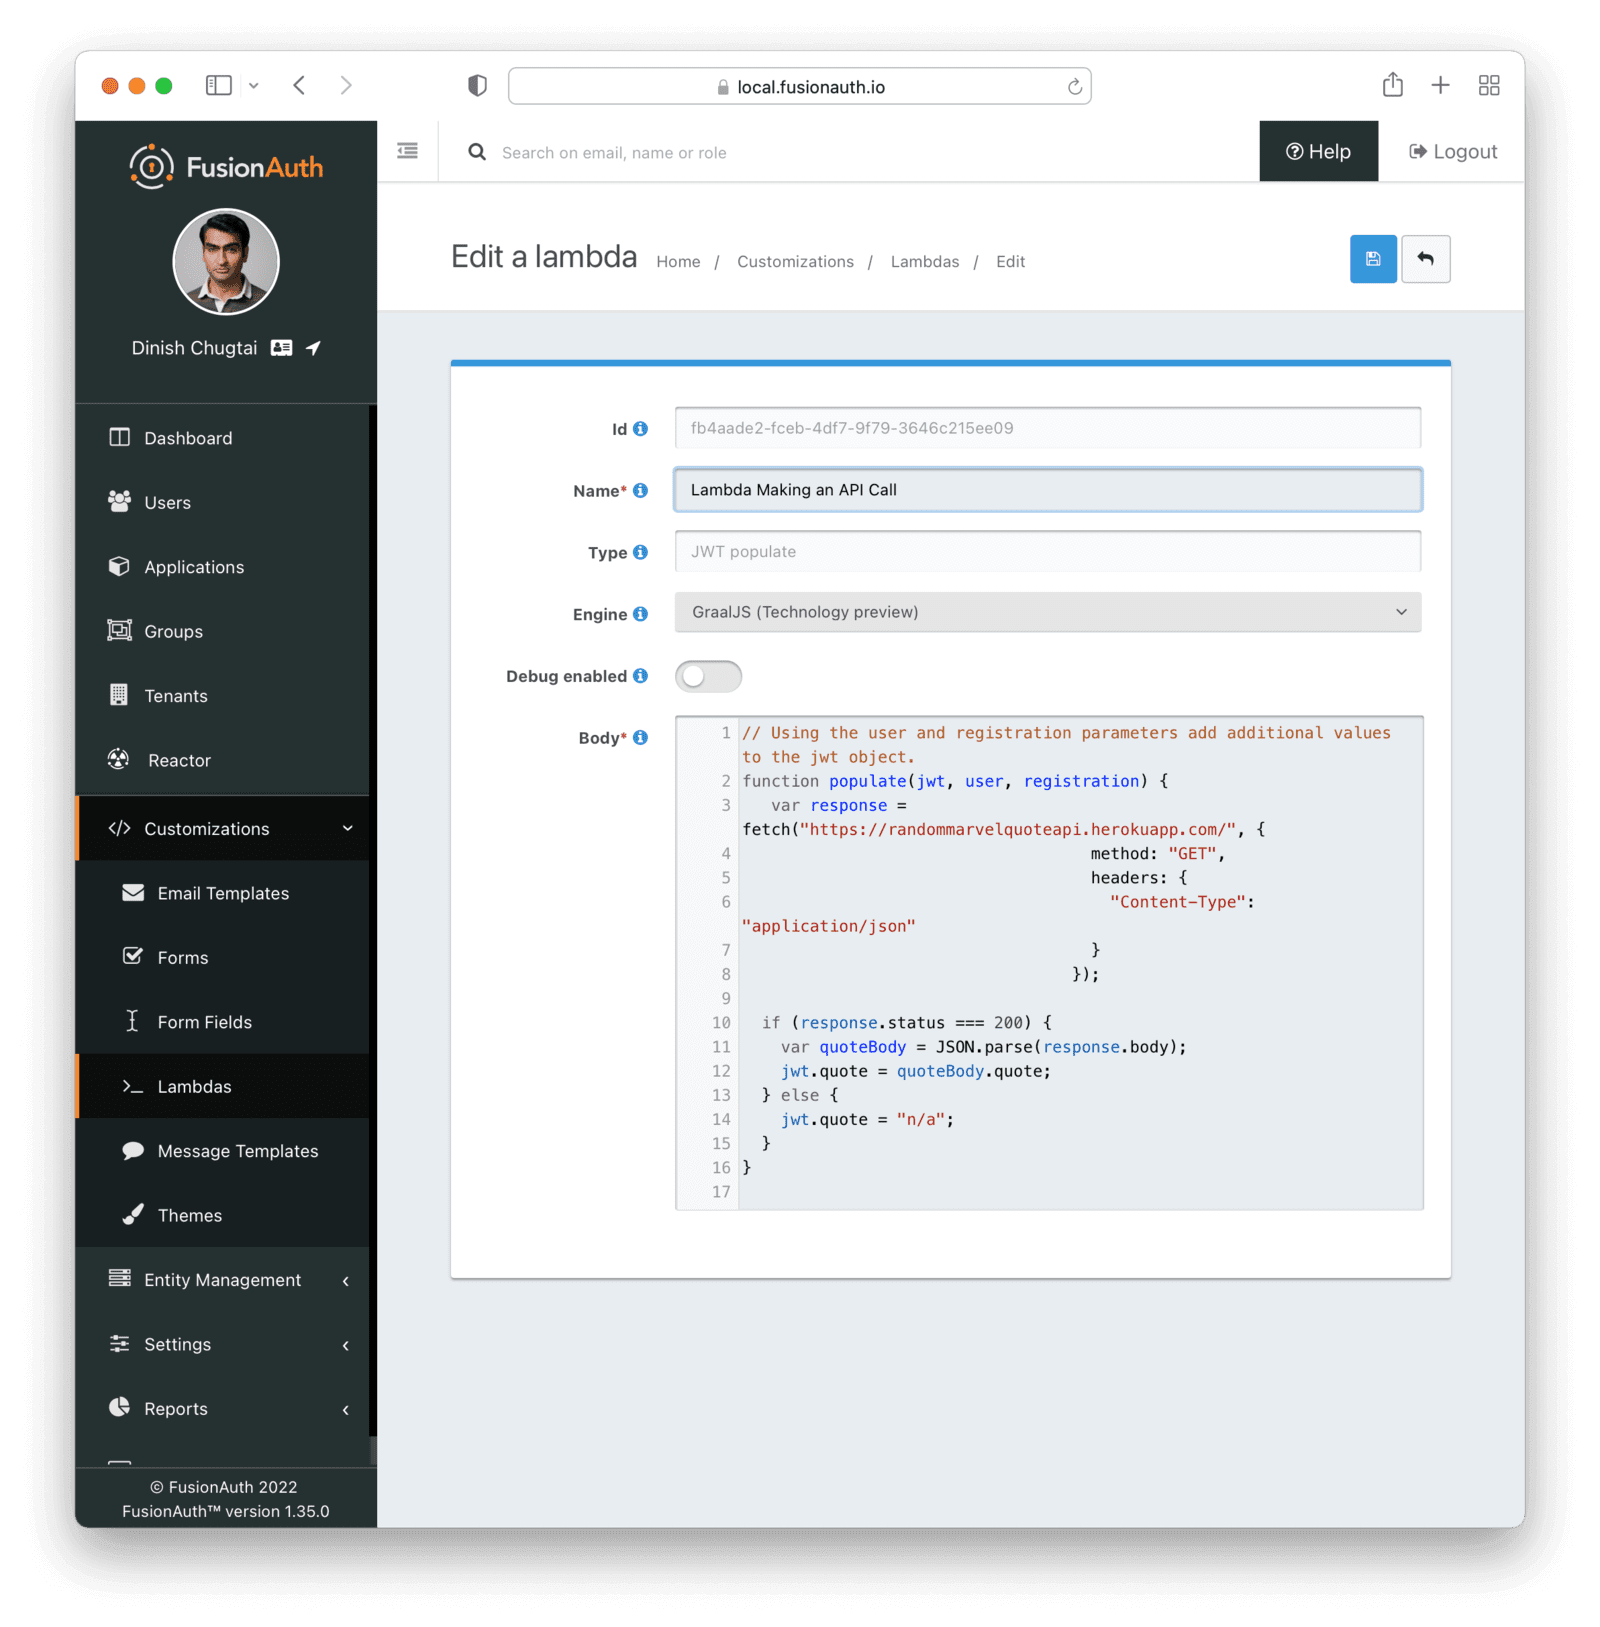 local.fusionauth.io
FusionAuth
Search on email, name or role
Help
Logout
Dinish Chugtai
Edit a lambda
Home / Customizations / Lambdas / Edit
Dashboard
Users
Applications
Groups
Tenants
Reactor
Customizations
Email Templates
Forms
Form Fields
Lambdas
Message Templates
Themes
Entity Management
Settings
Reports
© FusionAuth 2022
FusionAuth™ version 1.35.0
Id fb4aade2-fceb-4df7-9f79-3646c215ee09
Name* Lambda Making an API Call
Type JWT populate
Engine GraalJS (Technology preview)
Debug enabled
Body*
1 // Using the user and registration parameters add additional values
to the jwt object.
2 function populate(jwt, user, registration) {
3    var response =
fetch("https://randommarvelquoteapi.herokuapp.com/", {
4                                     method: "GET",
5                                     headers: {
6                                       "Content-Type":
"application/json"
7                                     }
8                                   });
9
10   if (response.status === 200) {
11     var quoteBody = JSON.parse(response.body);
12     jwt.quote = quoteBody.quote;
13   } else {
14     jwt.quote = "n/a";
15   }
16 }
17